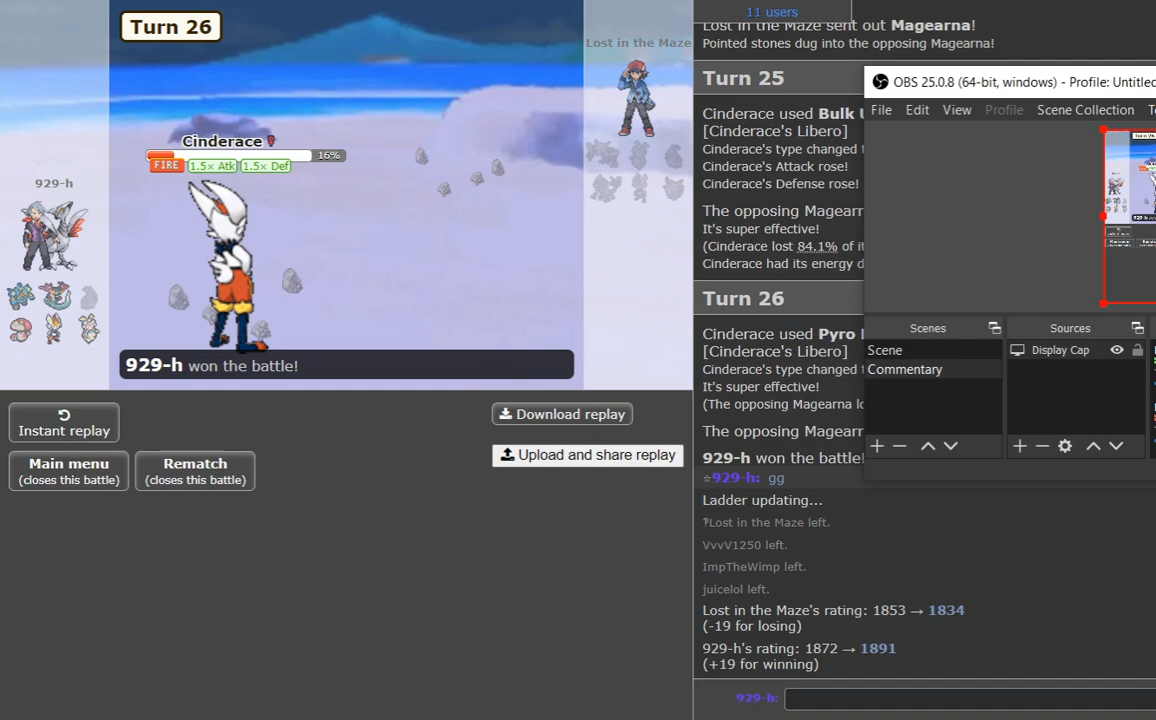 Turn 26
Lost in the Maze
Cinderace
16%
FIRE 1.5× Atk 1.5× Def
929-h
929-h won the battle!
Instant replay
Main menu
(closes this battle)
Rematch
(closes this battle)
Download replay
Upload and share replay
11 users
Lost in the Maze sent out Magearna!
Pointed stones dug into the opposing Magearna!
Turn 25
Cinderace used Bulk
[Cinderace's Libero]
Cinderace's type changed
Cinderace's Attack rose!
Cinderace's Defense rose!
The opposing Magearn
It's super effective!
(Cinderace lost 84.1% of it
Cinderace had its energy d
Turn 26
Cinderace used Pyro
[Cinderace's Libero]
Cinderace's type changed
It's super effective!
(The opposing Magearna lo
The opposing Magearn
929-h won the battle!
☆929-h: gg
Ladder updating...
‽Lost in the Maze left.
VvvV1250 left.
ImpTheWimp left.
juicelol left.
Lost in the Maze's rating: 1853 → 1834
(-19 for losing)
929-h's rating: 1872 → 1891
(+19 for winning)
929-h:
OBS 25.0.8 (64-bit, windows) - Profile: Untitled
File Edit View Profile Scene Collection T
Scenes
Scene
Commentary
Sources
Display Cap